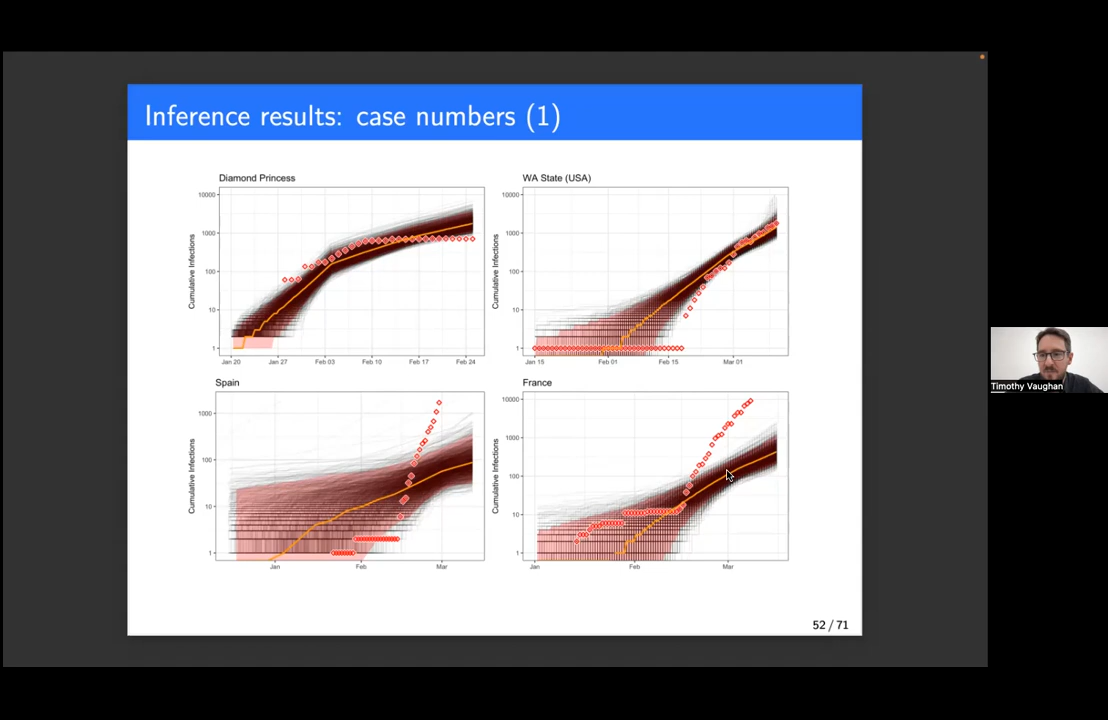 Inference results: case numbers (1)
Diamond Princess
Cumulative Infections
10000
1000
100
10
1
Jan 20
Jan 27
Feb 03
Feb 10
Feb 17
Feb 24
WA State (USA)
Cumulative Infections
10000
1000
100
10
1
Jan 15
Feb 01
Feb 15
Mar 01
Spain
Cumulative Infections
1000
100
10
1
Jan
Feb
Mar
France
Cumulative Infections
10000
1000
100
10
1
Jan
Feb
Mar
52 / 71
Timothy Vaughan